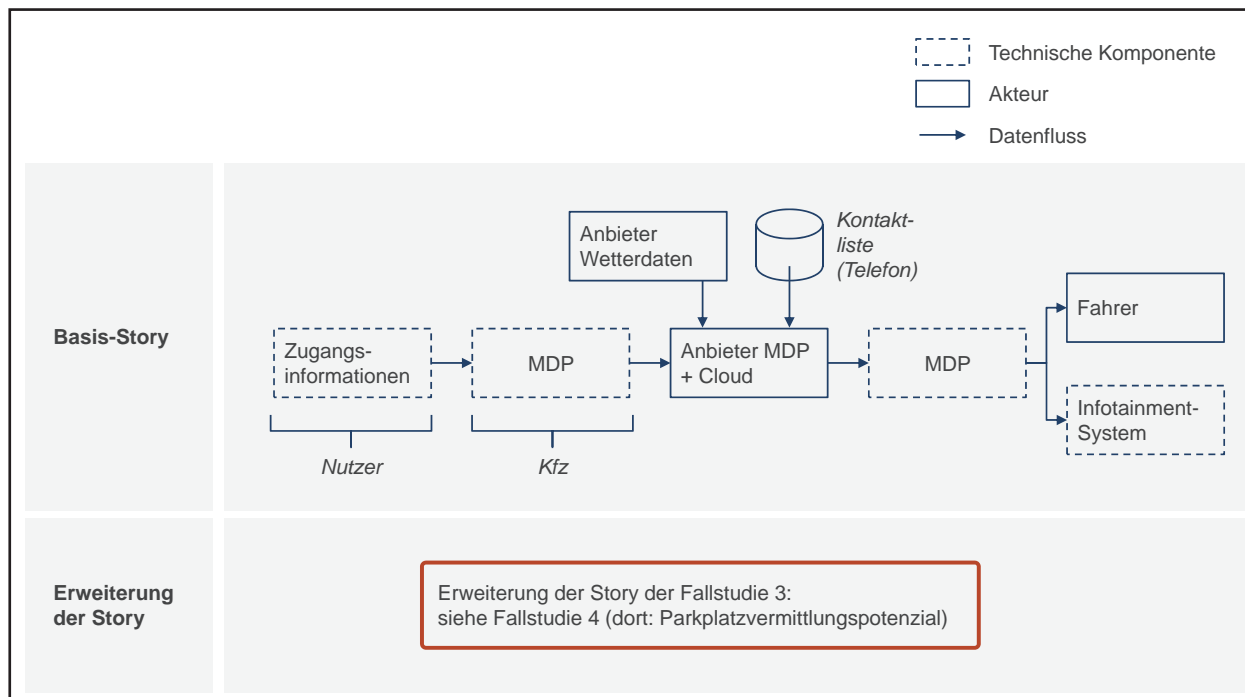 Technische Komponente
Akteur
Datenfluss
Basis-Story
Anbieter
Wetterdaten
Kontakt-
liste
(Telefon)
Zugangs-
informationen
MDP
Anbieter MDP
+ Cloud
MDP
Fahrer
Infotainment-
System
Nutzer
Kfz
Erweiterung
der Story
Erweiterung der Story der Fallstudie 3:
siehe Fallstudie 4 (dort: Parkplatzvermittlungspotenzial)